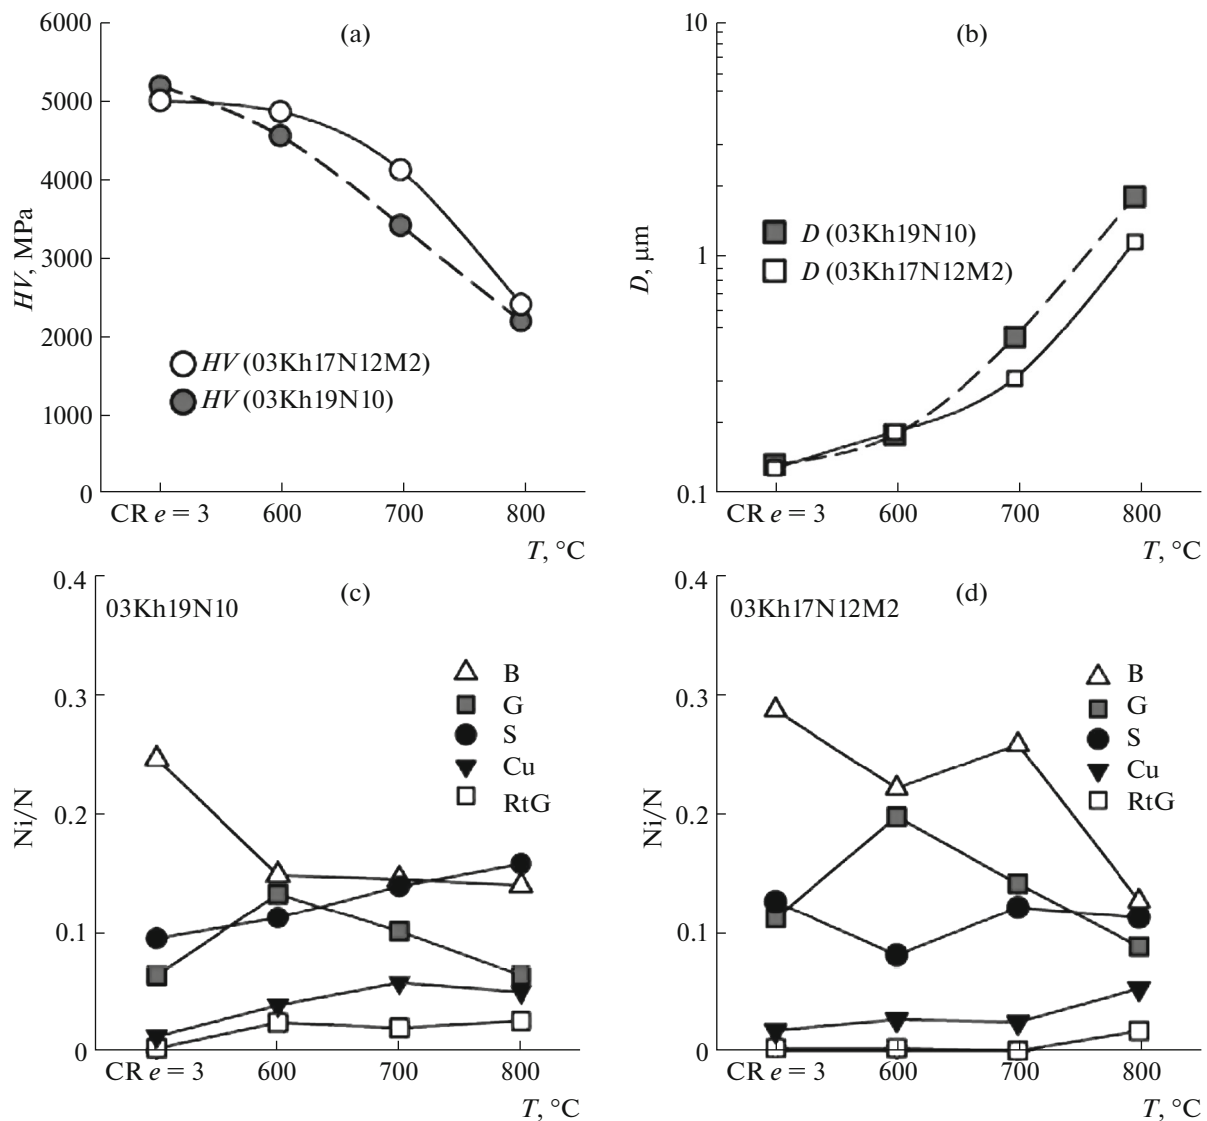 (a)
6000
5000
4000
3000
2000
1000
0
HV, MPa
HV (03Kh17N12M2)
HV (03Kh19N10)
CR e = 3
600
700
800
T, °C
(b)
10
1
0.1
D, μm
D (03Kh19N10)
D (03Kh17N12M2)
CR e = 3
600
700
800
T, °C
(c)
03Kh19N10
0.4
0.3
0.2
0.1
0
Ni/N
B
G
S
Cu
RtG
CR e = 3
600
700
800
T, °C
(d)
03Kh17N12M2
0.4
0.3
0.2
0.1
0
Ni/N
B
G
S
Cu
RtG
CR e = 3
600
700
800
T, °C